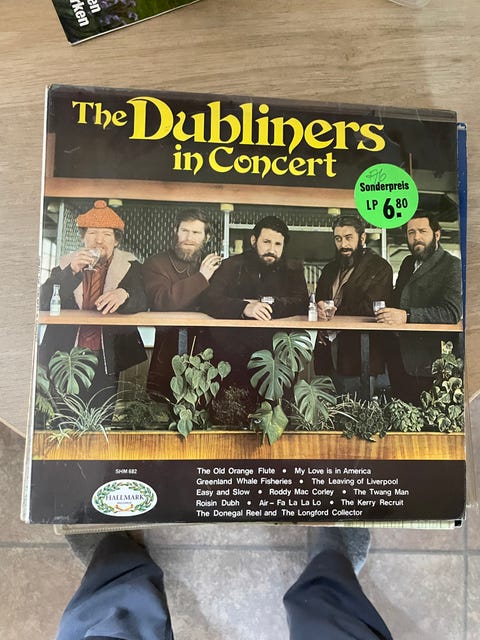 en
rken
The Dubliners
in Concert
Sonderpreis
LP 6.80
SHM 682
HALLMARK
The Old Orange Flute • My Love is in America
Greenland Whale Fisheries • The Leaving of Liverpool
Easy and Slow • Roddy Mac Corley • The Twang Man
Roisin Dubh • Air – Fa La La Lo • The Kerry Recruit
The Donegal Reel and The Longford Collector